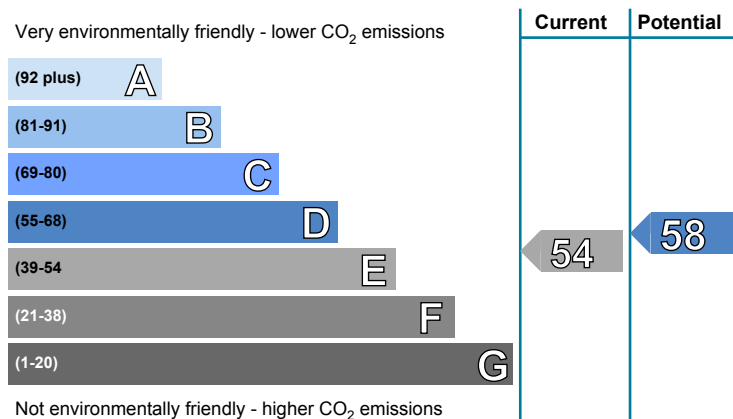 Current Potential
Very environmentally friendly - lower CO₂ emissions
(92 plus) A
(81-91) B
(69-80) C
(55-68) D
58
(39-54 E
54
(21-38) F
(1-20) G
Not environmentally friendly - higher CO₂ emissions